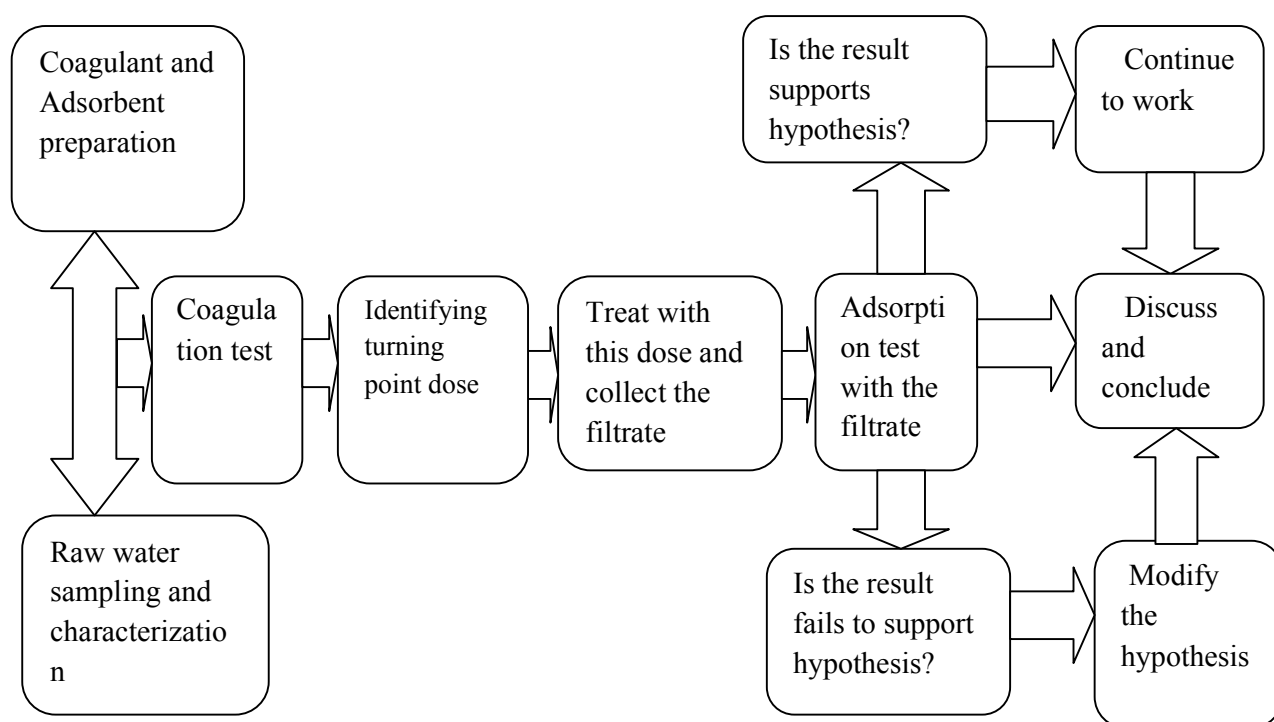 Coagulant and
Adsorbent
preparation
Raw water
sampling and
characterizatio
n
Coagula
tion test
Identifying
turning
point dose
Treat with
this dose and
collect the
filtrate
Adsorpti
on test
with the
filtrate
Is the result
supports
hypothesis?
Continue
to work
Discuss
and
conclude
Is the result
fails to support
hypothesis?
Modify
the
hypothesis